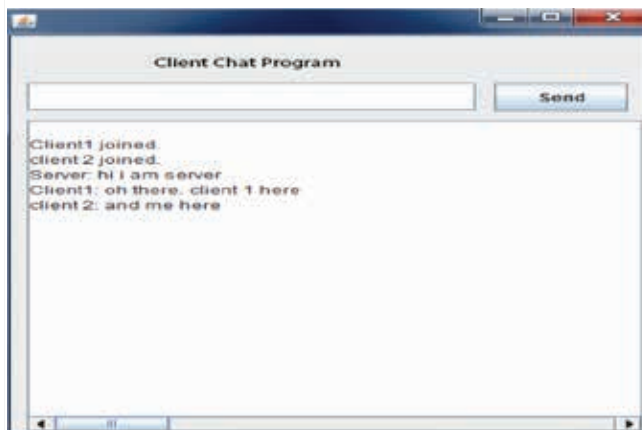 Client Chat Program
Send
Client1 joined.
client 2 joined.
Server: hi i am server
Client1: oh there. client 1 here
client 2: and me here